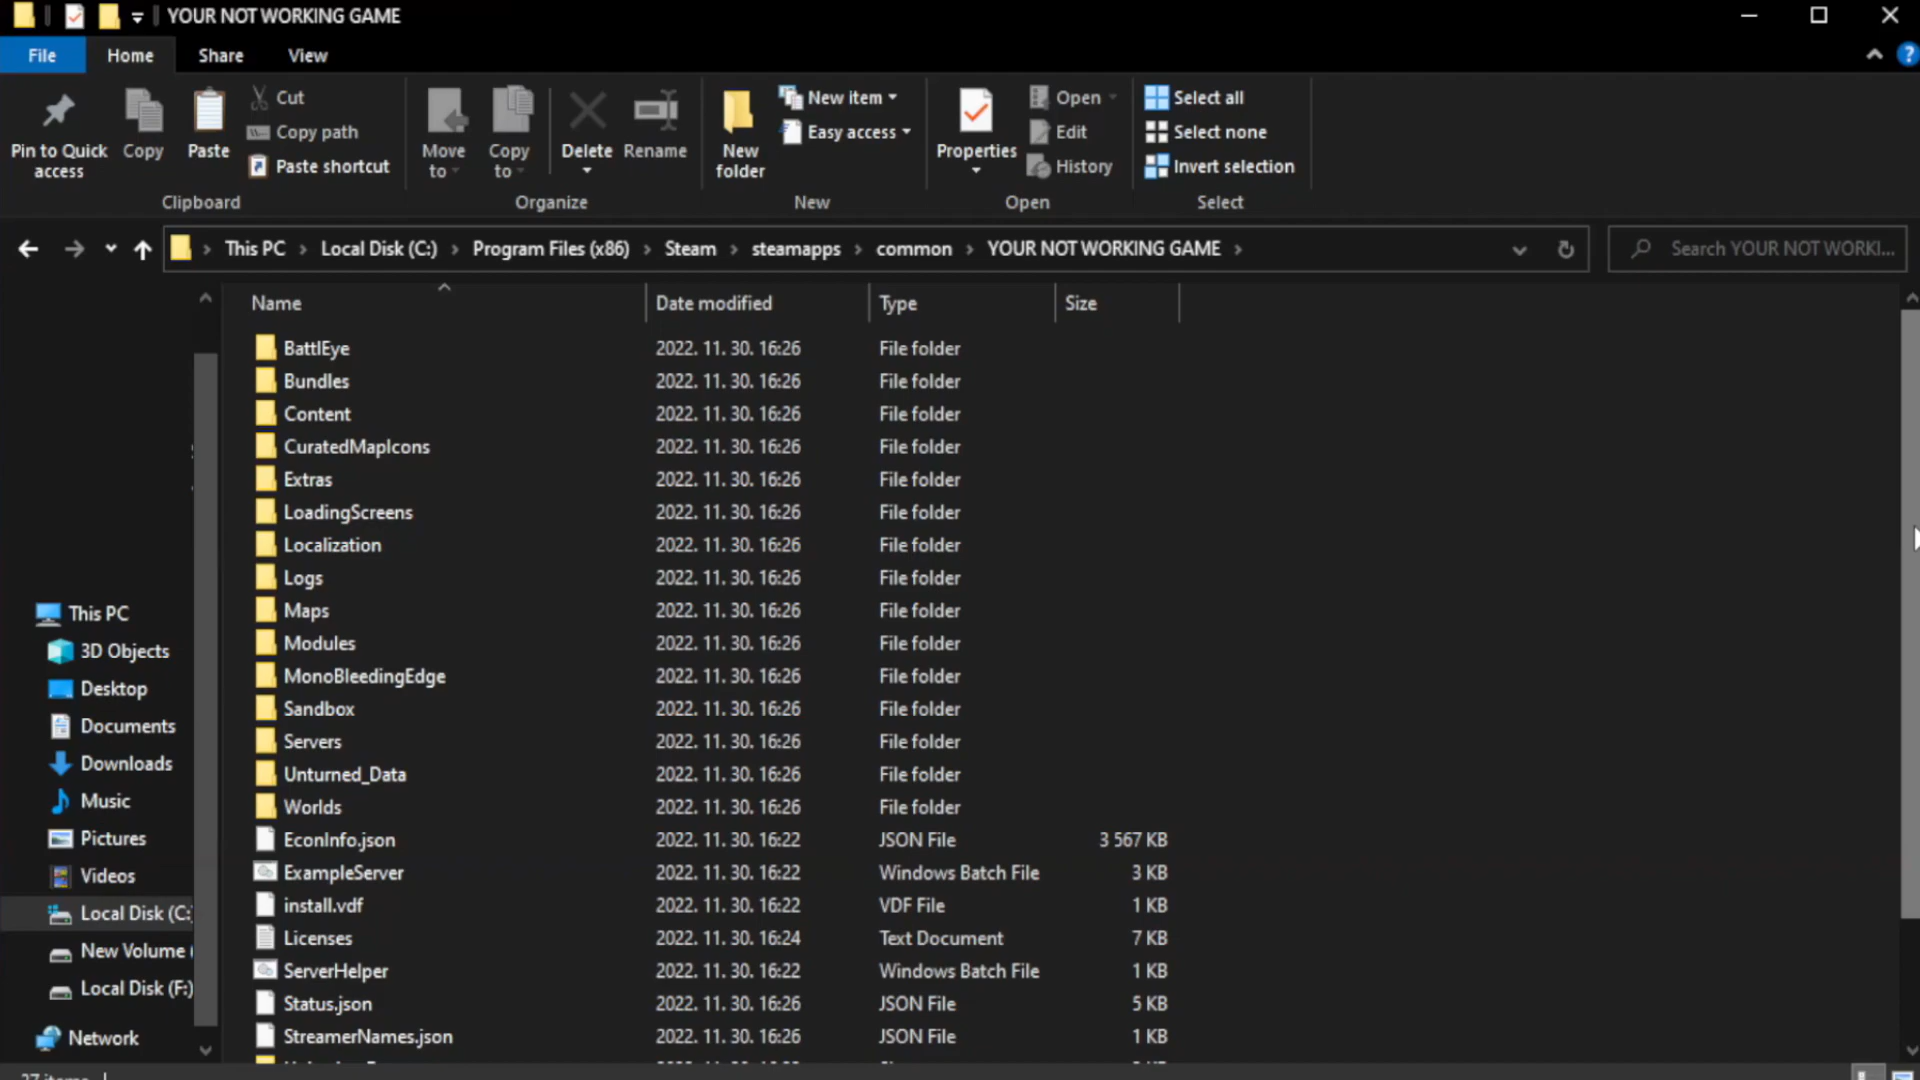 YOUR NOT WORKING GAME
File Home Share View
Pin to Quick access
Copy
Paste
Cut
Copy path
Paste shortcut
Clipboard
Move to
Copy to
Delete
Rename
Organize
New folder
New item
Easy access
New
Properties
Open
Edit
History
Open
Select all
Select none
Invert selection
Select
This PC Local Disk (C:) Program Files (x86) Steam steamapps common YOUR NOT WORKING GAME
Search YOUR NOT WORKI...
This PC
3D Objects
Desktop
Documents
Downloads
Music
Pictures
Videos
Local Disk (C:
New Volume (
Local Disk (F:)
Network
Name Date modified Type Size
BattlEye 2022. 11. 30. 16:26 File folder
Bundles 2022. 11. 30. 16:26 File folder
Content 2022. 11. 30. 16:26 File folder
CuratedMapIcons 2022. 11. 30. 16:26 File folder
Extras 2022. 11. 30. 16:26 File folder
LoadingScreens 2022. 11. 30. 16:26 File folder
Localization 2022. 11. 30. 16:26 File folder
Logs 2022. 11. 30. 16:26 File folder
Maps 2022. 11. 30. 16:26 File folder
Modules 2022. 11. 30. 16:26 File folder
MonoBleedingEdge 2022. 11. 30. 16:26 File folder
Sandbox 2022. 11. 30. 16:26 File folder
Servers 2022. 11. 30. 16:26 File folder
Unturned_Data 2022. 11. 30. 16:26 File folder
Worlds 2022. 11. 30. 16:26 File folder
EconInfo.json 2022. 11. 30. 16:22 JSON File 3 567 KB
ExampleServer 2022. 11. 30. 16:22 Windows Batch File 3 KB
install.vdf 2022. 11. 30. 16:22 VDF File 1 KB
Licenses 2022. 11. 30. 16:24 Text Document 7 KB
ServerHelper 2022. 11. 30. 16:22 Windows Batch File 1 KB
Status.json 2022. 11. 30. 16:26 JSON File 5 KB
StreamerNames.json 2022. 11. 30. 16:26 JSON File 1 KB